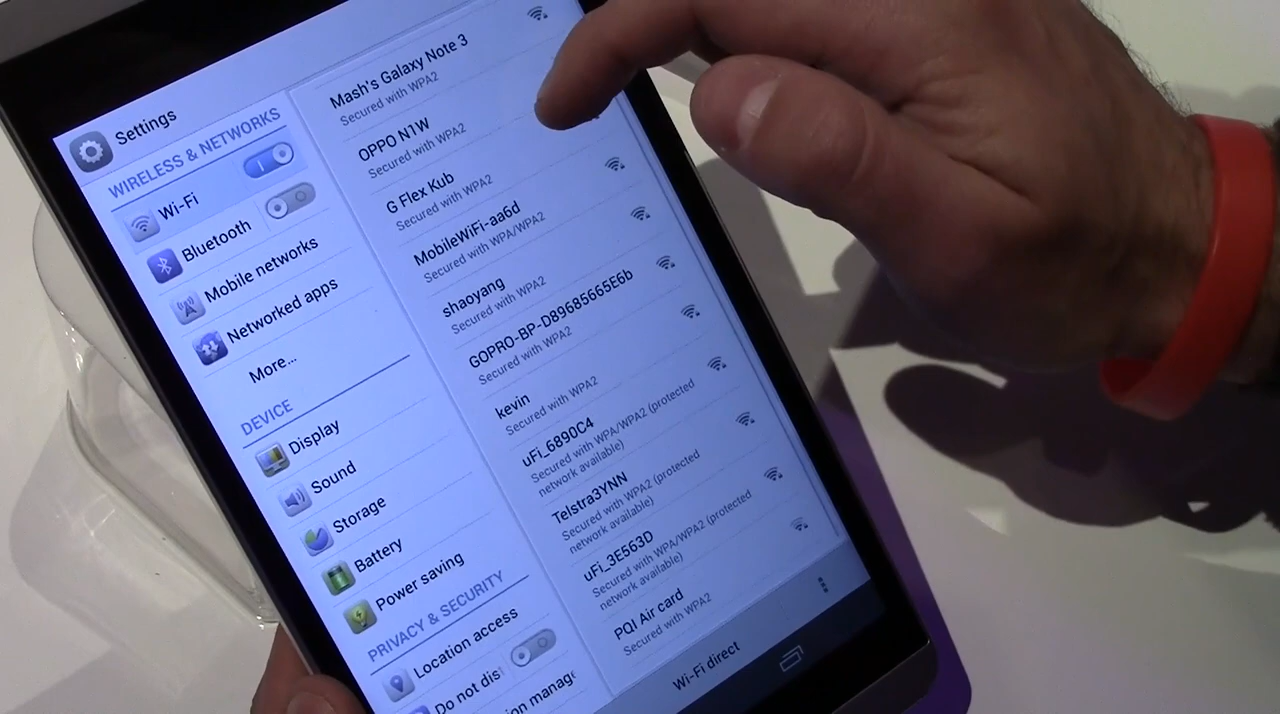 Settings
WIRELESS & NETWORKS
Wi-Fi
Bluetooth
Mobile networks
Networked apps
More...
DEVICE
Display
Sound
Storage
Battery
Power saving
PRIVACY & SECURITY
Location access
Do not dis
Mash's Galaxy Note 3
Secured with WPA2
OPPO N1W
Secured with WPA2
G Flex Kub
Secured with WPA2
MobileWiFi-aa6d
Secured with WPA/WPA2
shaoyang
Secured with WPA2
GOPRO-BP-D89685665E6b
Secured with WPA2
kevin
Secured with WPA2
uFi_6890C4
Secured with WPA/WPA2 (protected
network available)
Telstra3YNN
Secured with WPA2 (protected
network available)
uFi_3E563D
Secured with WPA/WPA2 (protected
network available)
PQI Air card
Secured with WPA2
Wi-Fi direct